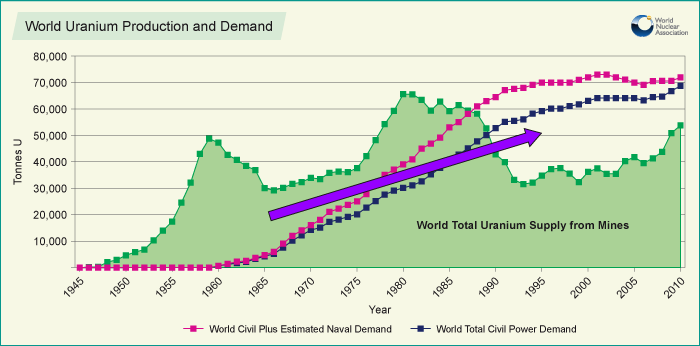 World Uranium Production and Demand
World
Nuclear
Association
80,000
70,000
60,000
50,000
40,000
30,000
20,000
10,000
Tonnes U
World Total Uranium Supply from Mines
1945
1950
1955
1960
1965
1970
1975
1980
1985
1990
1995
2000
2005
2010
Year
World Civil Plus Estimated Naval Demand
World Total Civil Power Demand